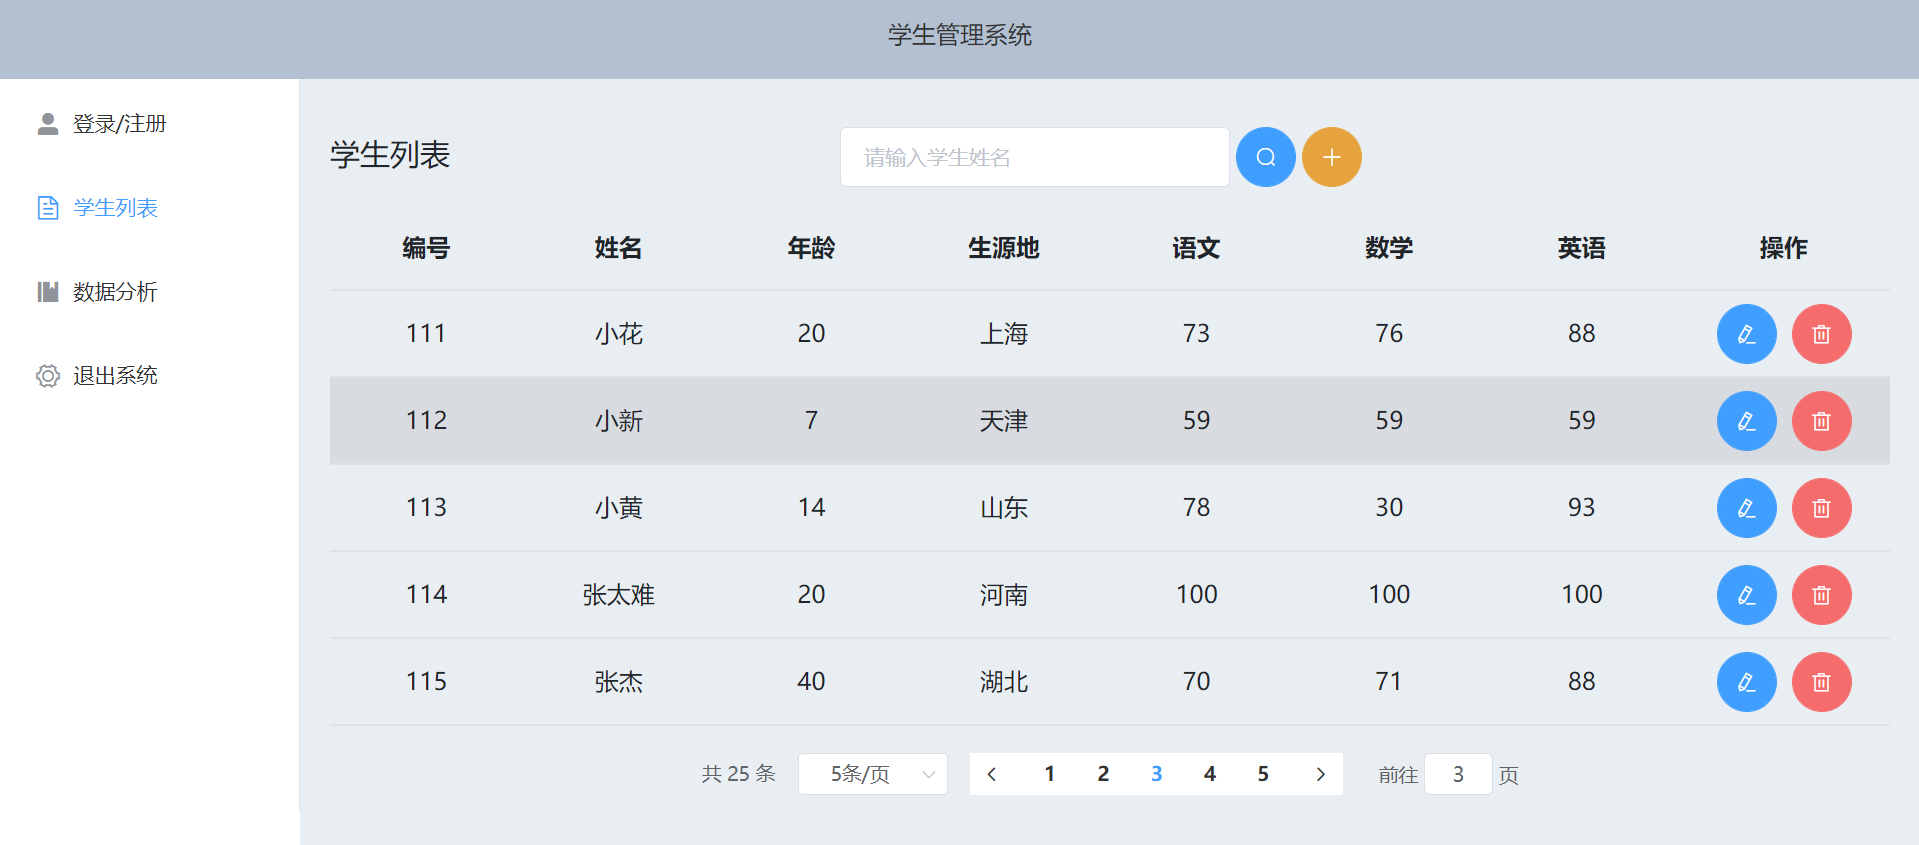 学生管理系统
登录/注册
学生列表
数据分析
退出系统
学生列表
请输入学生姓名
编号 姓名 年龄 生源地 语文 数学 英语 操作
111 小花 20 上海 73 76 88
112 小新 7 天津 59 59 59
113 小黄 14 山东 78 30 93
114 张太难 20 河南 100 100 100
115 张杰 40 湖北 70 71 88
共 25 条 5条/页 1 2 3 4 5 前往 3 页